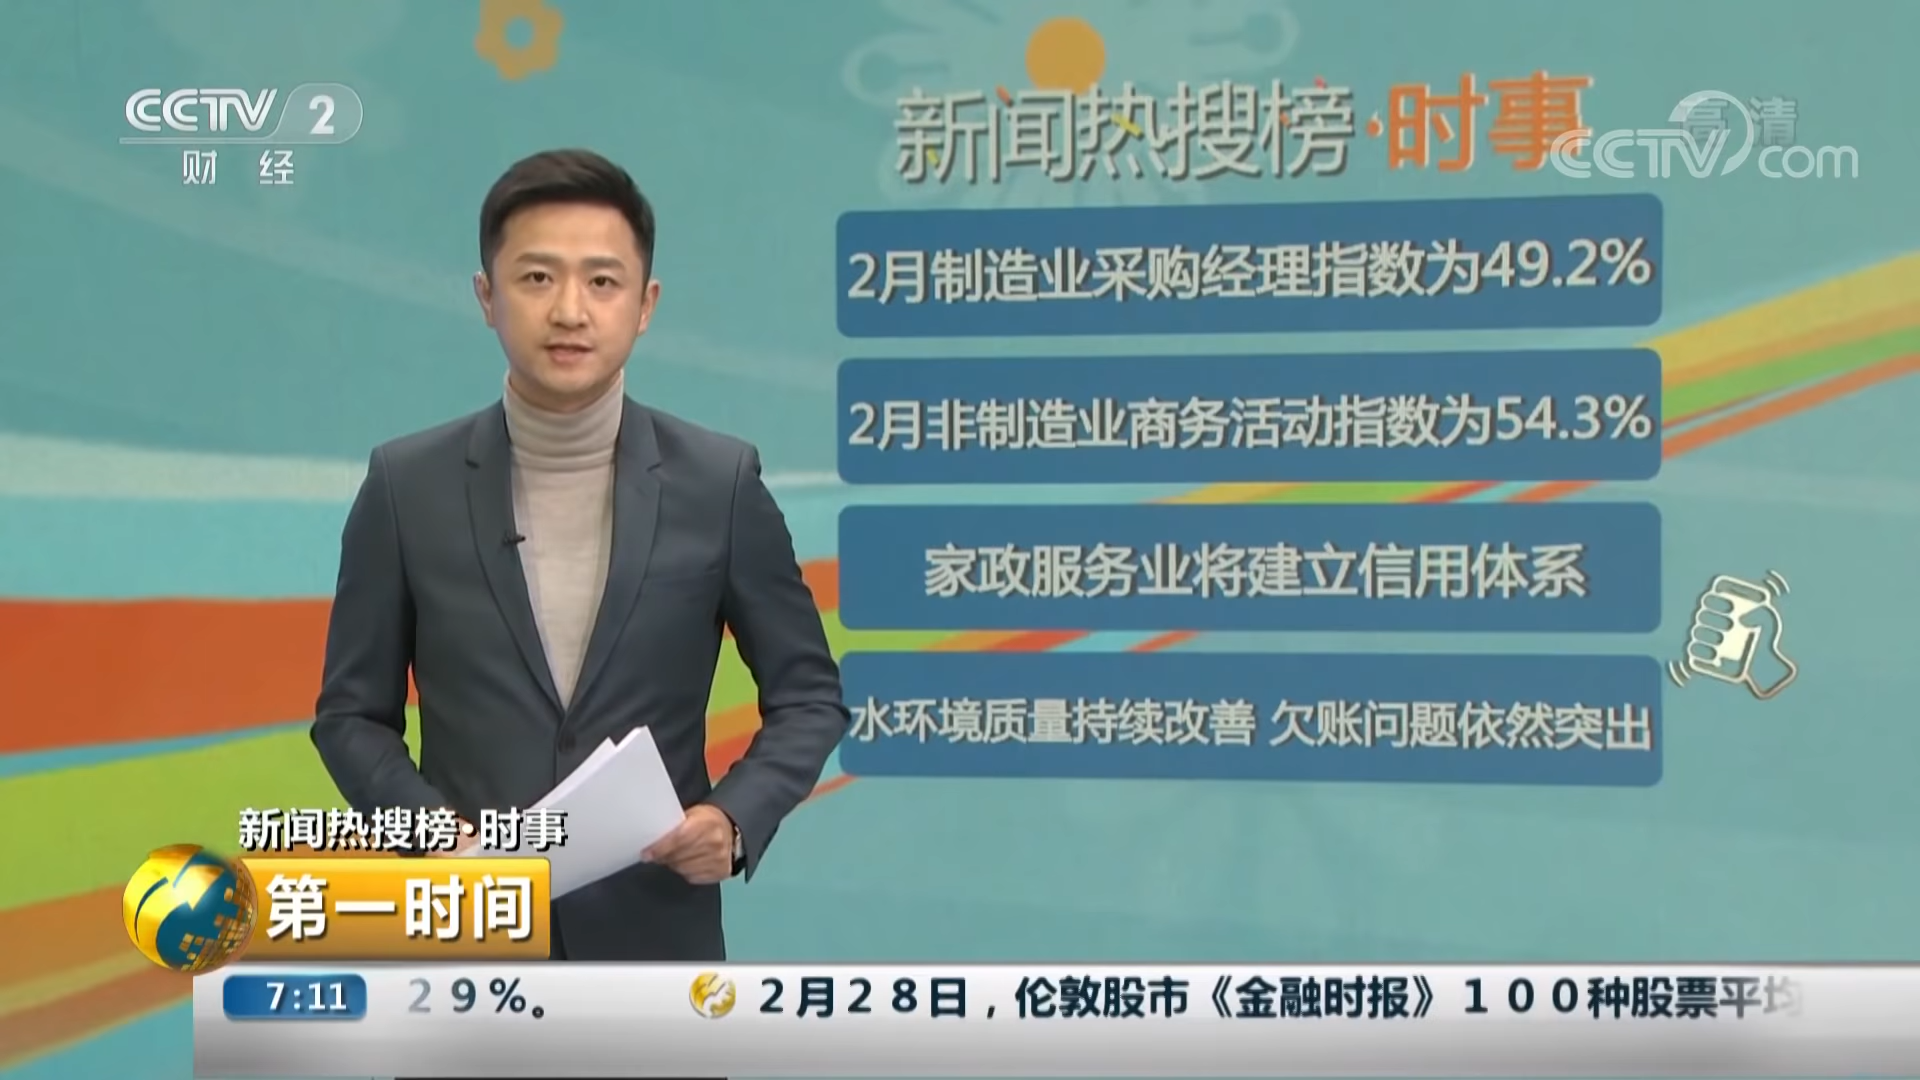 CCTV 2
财 经
新闻热搜榜·时事
高清
CCTV.com
2月制造业采购经理指数为49.2%
2月非制造业商务活动指数为54.3%
家政服务业将建立信用体系
水环境质量持续改善 欠账问题依然突出
新闻热搜榜·时事
第一时间
7:11 29%。 2月28日，伦敦股市《金融时报》100种股票平均